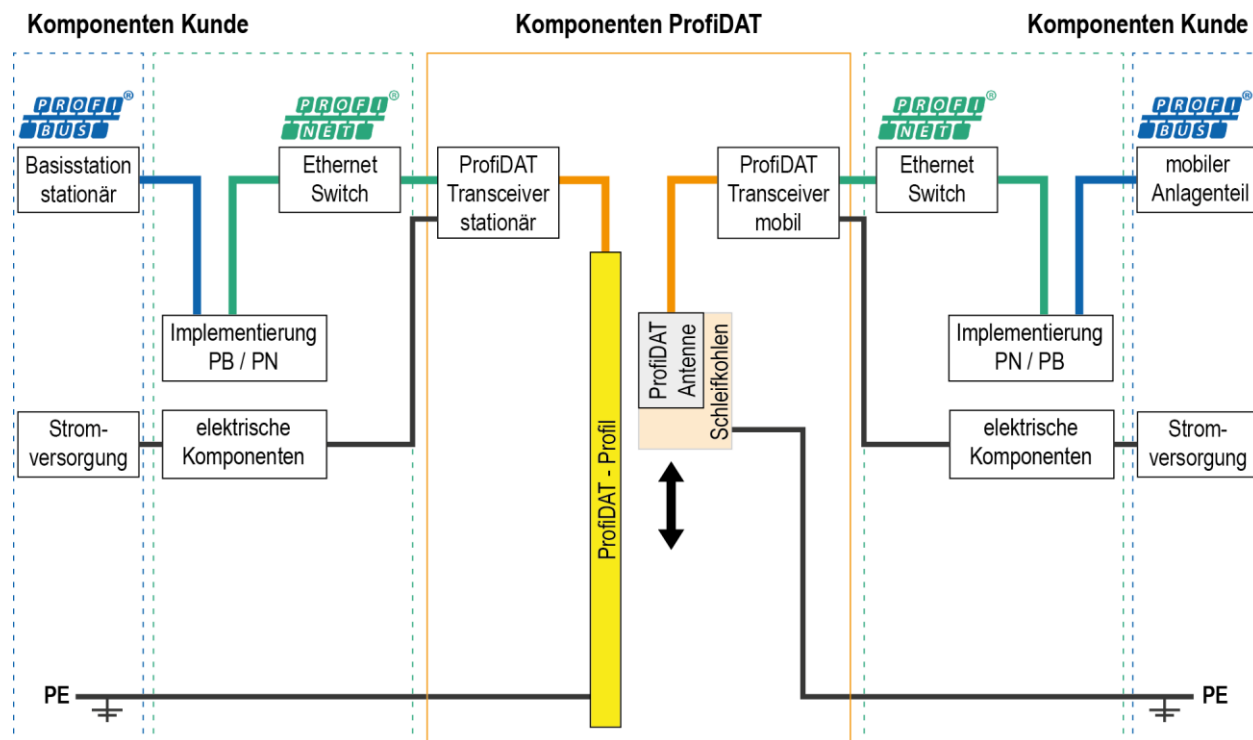 Komponenten Kunde
Komponenten ProfiDAT
Komponenten Kunde
PROFI®
BUS
PROFI®
NET
PROFI®
NET
PROFI®
BUS
Basisstation
stationär
Ethernet
Switch
ProfiDAT
Transceiver
stationär
ProfiDAT
Transceiver
mobil
Ethernet
Switch
mobiler
Anlagenteil
Implementierung
PB / PN
ProfiDAT
Antenne
Schleifkohlen
Implementierung
PN / PB
Strom-
versorgung
elektrische
Komponenten
ProfiDAT - Profil
elektrische
Komponenten
Strom-
versorgung
PE
PE